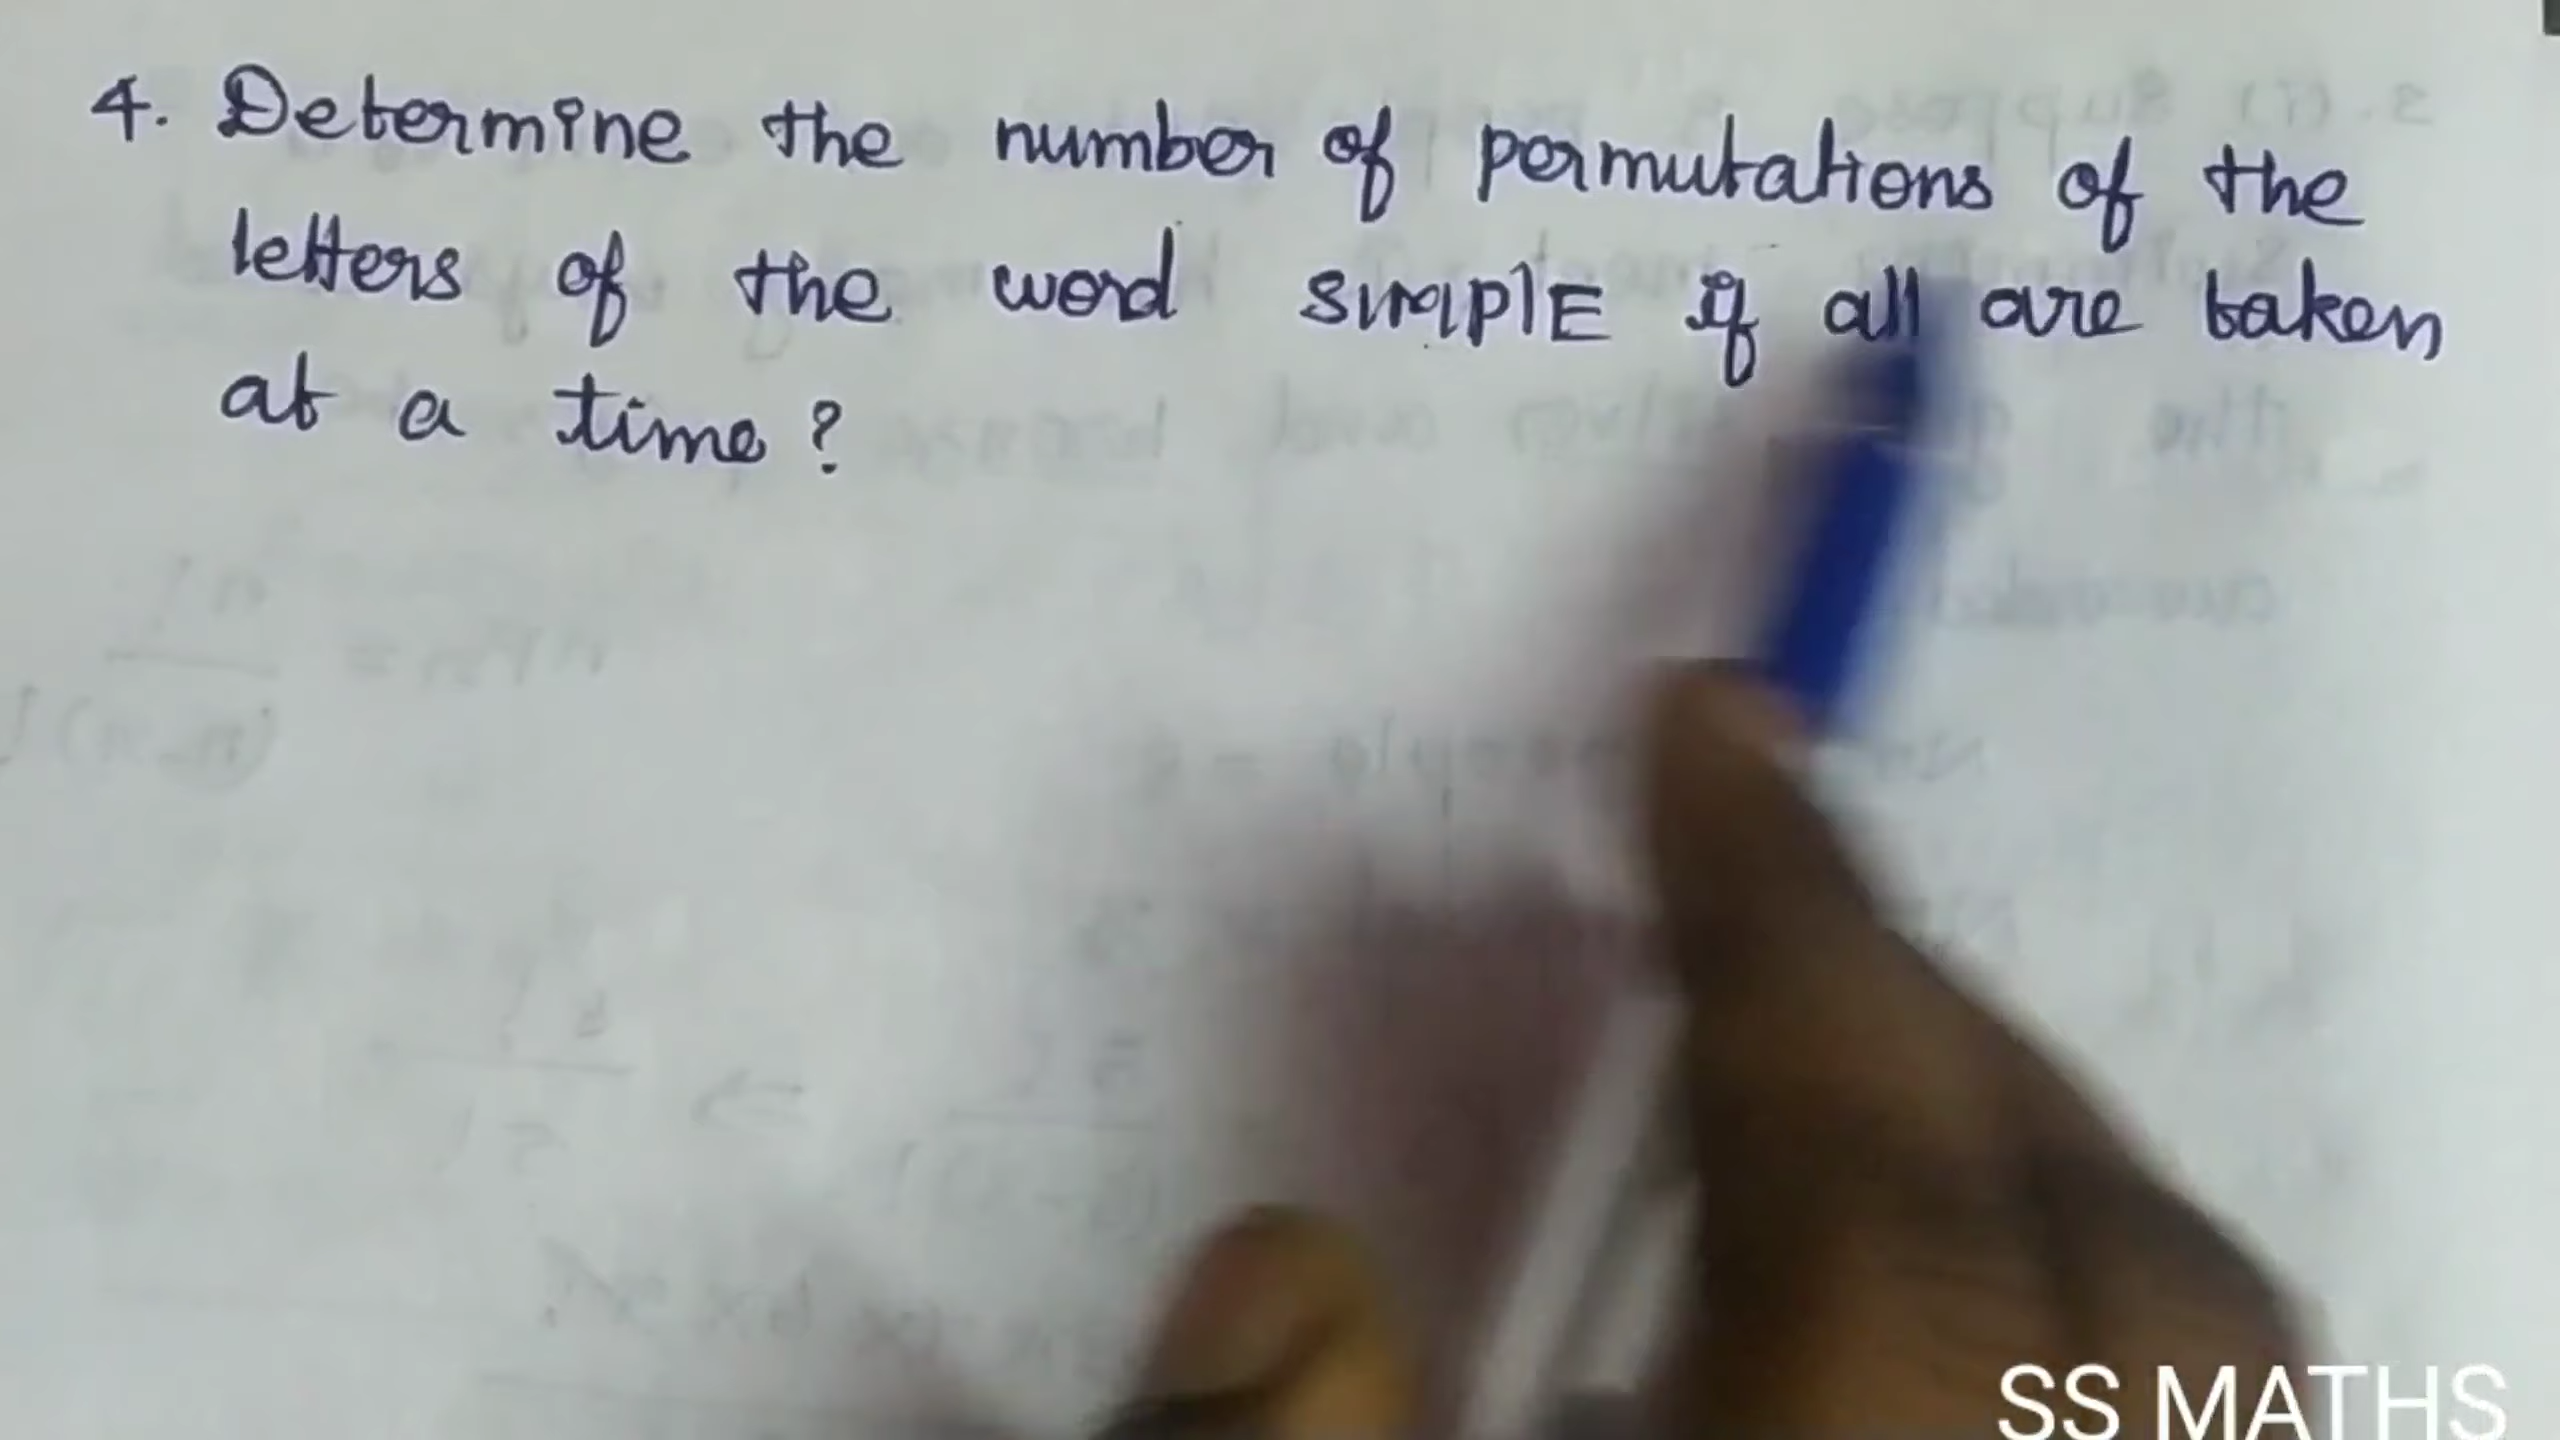 4. Determine the number of permutations of the
letters of the word SIMPlE if all are taken
at a time?
SS MATHS